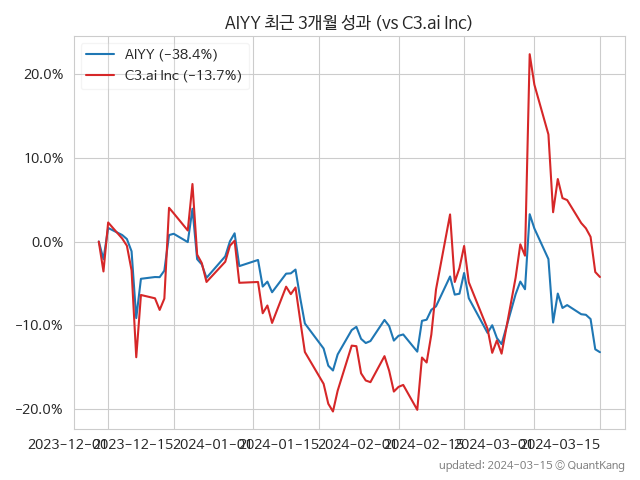 AIYY 최근 3개월 성과 (vs C3.ai Inc)
AIYY (−38.4%)
C3.ai Inc (−13.7%)
20.0%
10.0%
0.0%
−10.0%
−20.0%
2023−12−01 2023−12−15 2024−01−01 2024−01−15 2024−02−01 2024−02−15 2024−03−01 2024−03−15
updated: 2024-03-15 © QuantKang